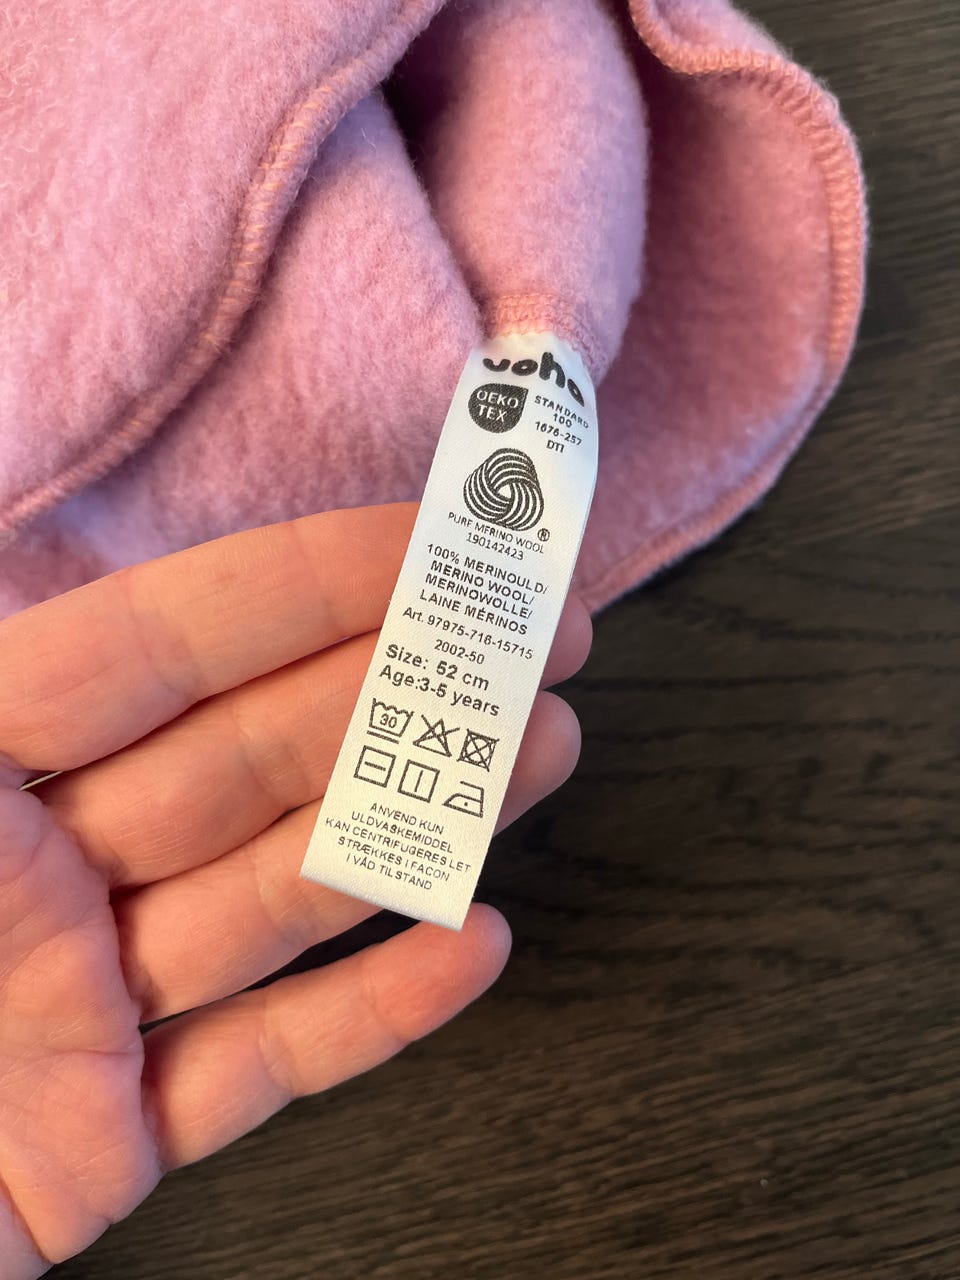 joha
OEKO
TEX
STANDARD
100
1676-257
DTI
PURE MERINO WOOL
190142423
100% MERINOULD/
MERINO WOOL/
MERINOWOLLE/
LAINE MÉRINOS
Art. 97975-716-15715
2002-50
Size: 52 cm
Age:3-5 years
30
ANVEND KUN
ULDVASKEMIDDEL
KAN CENTRIFUGERES LET
STRÆKKES I FACON
I VÅD TILSTAND